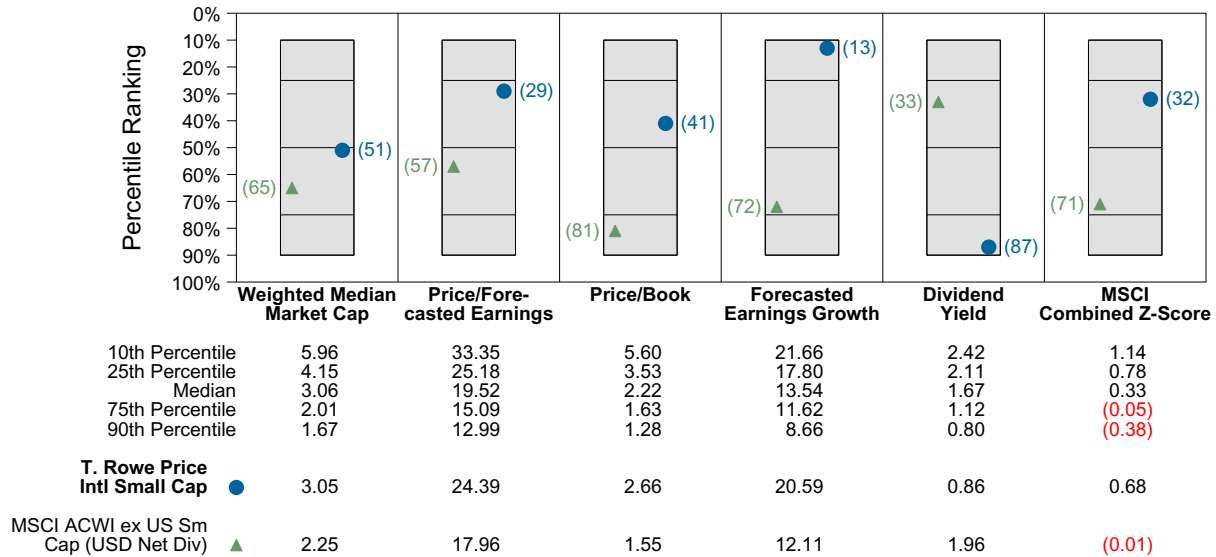 Percentile Ranking
0%
10%
20%
30%
40%
50%
60%
70%
80%
90%
100%
(51)
(65)
(29)
(57)
(41)
(81)
(13)
(72)
(33)
(87)
(32)
(71)
Weighted Median
Market Cap
Price/Fore-
casted Earnings
Price/Book
Forecasted
Earnings Growth
Dividend
Yield
MSCI
Combined Z-Score
10th Percentile 5.96 33.35 5.60 21.66 2.42 1.14
25th Percentile 4.15 25.18 3.53 17.80 2.11 0.78
Median 3.06 19.52 2.22 13.54 1.67 0.33
75th Percentile 2.01 15.09 1.63 11.62 1.12 (0.05)
90th Percentile 1.67 12.99 1.28 8.66 0.80 (0.38)
T. Rowe Price
Intl Small Cap 3.05 24.39 2.66 20.59 0.86 0.68
MSCI ACWI ex US Sm
Cap (USD Net Div) 2.25 17.96 1.55 12.11 1.96 (0.01)